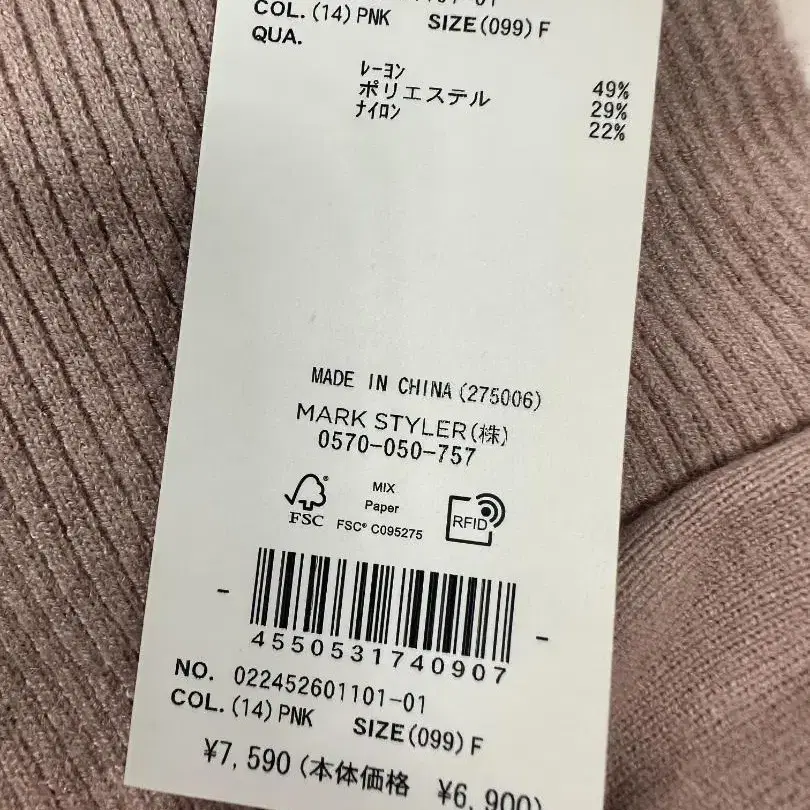 COL.(14) PNK SIZE(099) F
QUA.
ﾚｰﾖﾝ 49%
ポリエステル 29%
ﾅｲﾛﾝ 22%
MADE IN CHINA(275006)
MARK STYLER(株)
0570-050-757
FSC
MIX
Paper
FSC® C095275
RFID
4550531740907
NO. 022452601101-01
COL.(14) PNK SIZE(099) F
¥7,590(本体価格 ¥6,900)